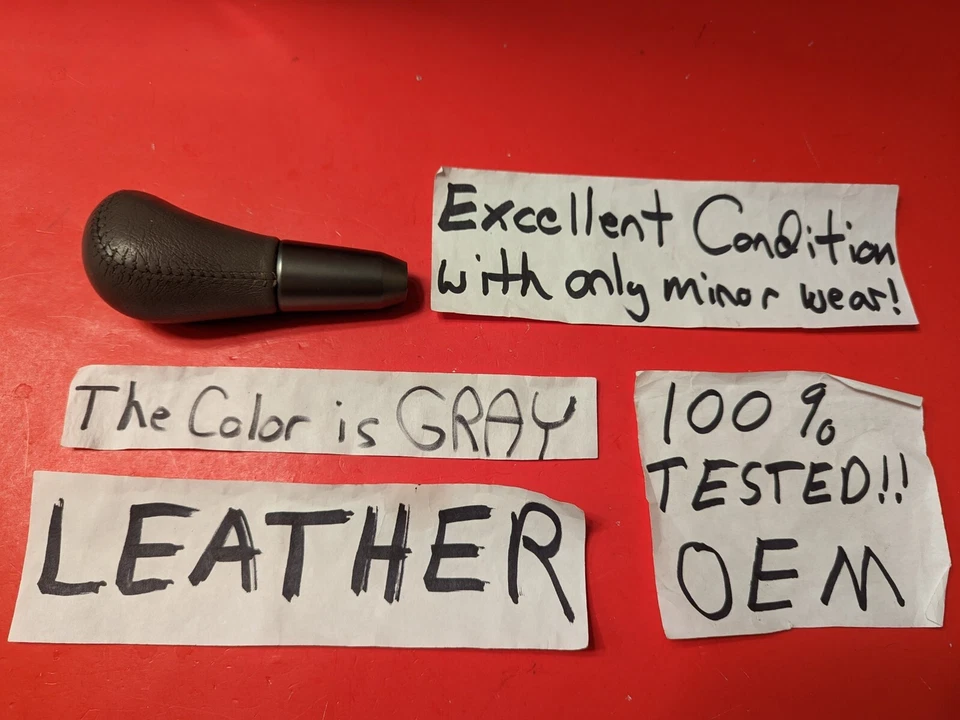 Excellent Condition
with only minor wear!
The Color is GRAY
LEATHER
100%
TESTED!!
OEM